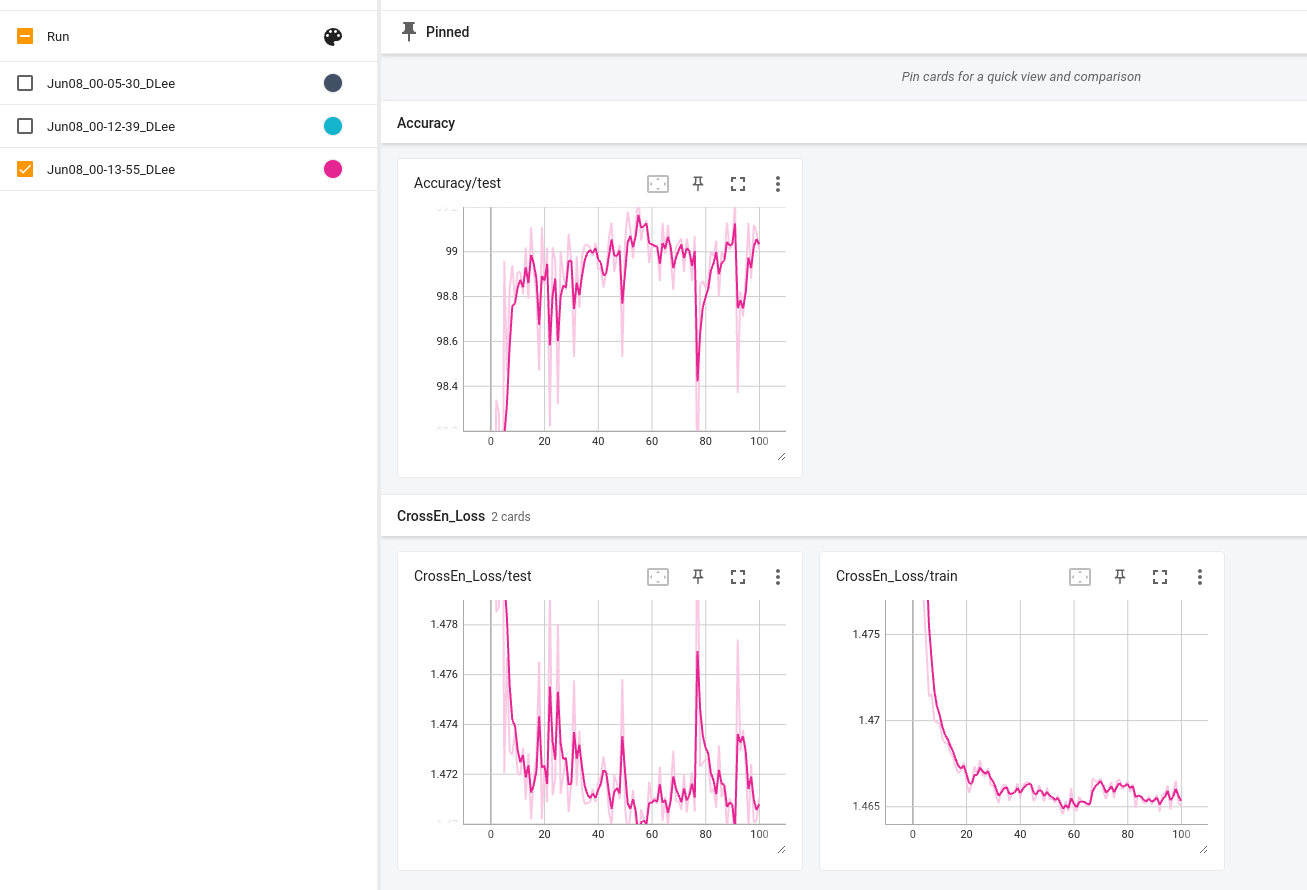 Run
Jun08_00-05-30_DLee
Jun08_00-12-39_DLee
Jun08_00-13-55_DLee
Pinned
Pin cards for a quick view and comparison
Accuracy
Accuracy/test
99
98.8
98.6
98.4
0 20 40 60 80 100
CrossEn_Loss 2 cards
CrossEn_Loss/test
1.478
1.476
1.474
1.472
0 20 40 60 80 100
CrossEn_Loss/train
1.475
1.47
1.465
0 20 40 60 80 100